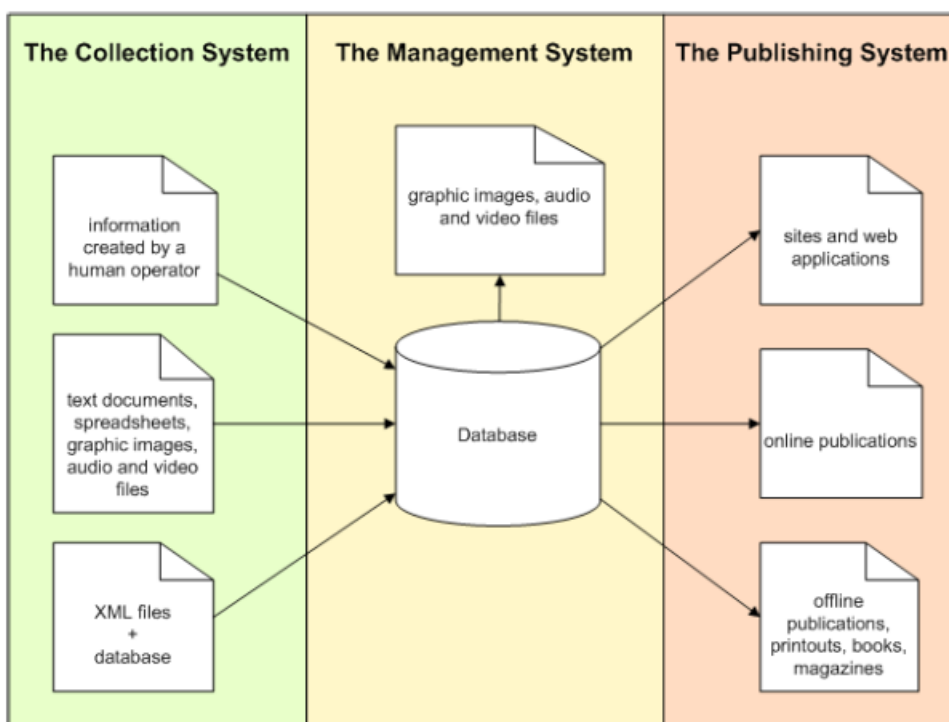 The Collection System
The Management System
The Publishing System
information
created by a
human operator
text documents,
spreadsheets,
graphic images,
audio and video
files
XML files
+
database
graphic images, audio
and video files
Database
sites and web
applications
online publications
offline
publications,
printouts, books,
magazines